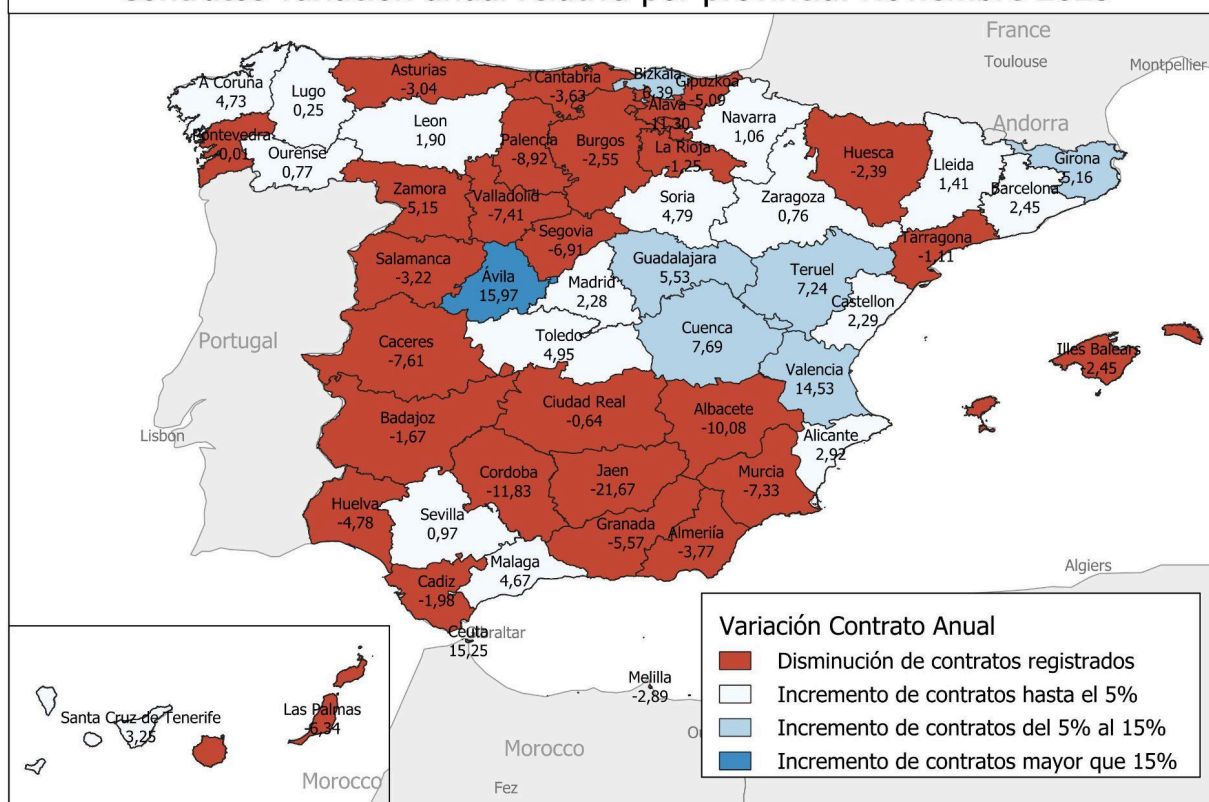 France
Toulouse
Montpellier
Andorra
A Coruña
4,73
Lugo
0,25
Asturias
-3,04
Cantabria
-3,63
Bizkaia
6,39
Gipuzkoa
-5,09
Alava
-11,30
Navarra
1,06
Pontevedra
-0,01
Ourense
0,77
Leon
1,90
Palencia
-8,92
Burgos
-2,55
La Rioja
-1,25
Huesca
-2,39
Lleida
1,41
Girona
5,16
Barcelona
2,45
Zamora
-5,15
Valladolid
-7,41
Soria
4,79
Zaragoza
0,76
Segovia
-6,91
Tarragona
-1,11
Salamanca
-3,22
Ávila
15,97
Madrid
2,28
Guadalajara
5,53
Teruel
7,24
Castellon
2,29
Portugal
Caceres
-7,61
Toledo
4,95
Cuenca
7,69
Valencia
14,53
Illes Balears
-2,45
Lisbon
Badajoz
-1,67
Ciudad Real
-0,64
Albacete
-10,08
Alicante
2,92
Huelva
-4,78
Sevilla
0,97
Cordoba
-11,83
Jaen
-21,67
Murcia
-7,33
Granada
-5,57
Almeriía
-3,77
Cadiz
-1,98
Malaga
4,67
Algiers
Ceuta
Gibraltar
15,25
Melilla
-2,89
Morocco
Fez
Santa Cruz de Tenerife
3,25
Las Palmas
-6,34
Morocco
Variación Contrato Anual
Disminución de contratos registrados
Incremento de contratos hasta el 5%
Incremento de contratos del 5% al 15%
Incremento de contratos mayor que 15%